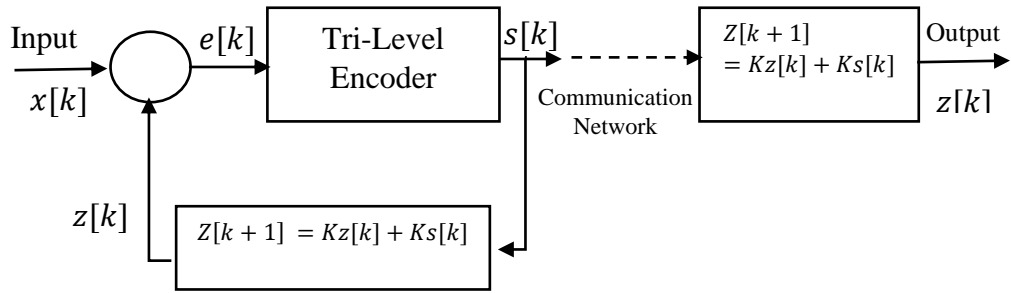 Input
x[k]
e[k]
Tri-Level
Encoder
s[k]
Communication
Network
Z[k + 1]
= Kz[k] + Ks[k]
Output
z[k]
z[k]
Z[k + 1] = Kz[k] + Ks[k]